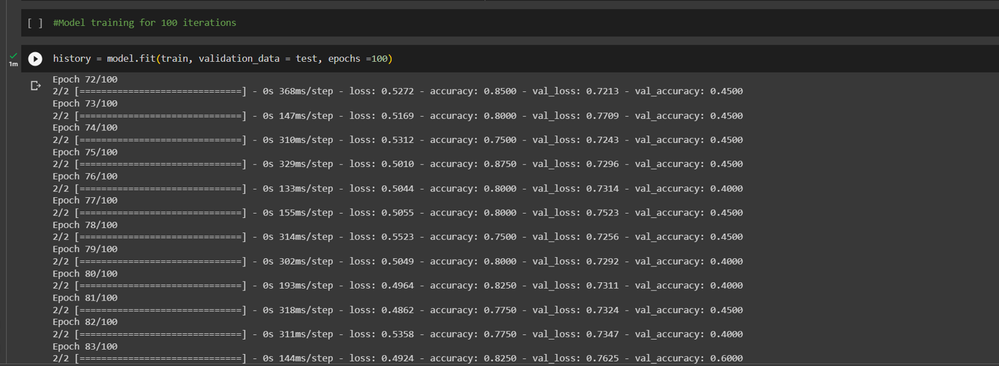 [ ] #Model training for 100 iterations
1m
history = model.fit(train, validation_data = test, epochs =100)
Epoch 72/100
2/2 [==============================] - 0s 368ms/step - loss: 0.5272 - accuracy: 0.8500 - val_loss: 0.7213 - val_accuracy: 0.4500
Epoch 73/100
2/2 [==============================] - 0s 147ms/step - loss: 0.5169 - accuracy: 0.8000 - val_loss: 0.7709 - val_accuracy: 0.4500
Epoch 74/100
2/2 [==============================] - 0s 310ms/step - loss: 0.5312 - accuracy: 0.7500 - val_loss: 0.7243 - val_accuracy: 0.4500
Epoch 75/100
2/2 [==============================] - 0s 329ms/step - loss: 0.5010 - accuracy: 0.8750 - val_loss: 0.7296 - val_accuracy: 0.4500
Epoch 76/100
2/2 [==============================] - 0s 133ms/step - loss: 0.5044 - accuracy: 0.8000 - val_loss: 0.7314 - val_accuracy: 0.4000
Epoch 77/100
2/2 [==============================] - 0s 155ms/step - loss: 0.5055 - accuracy: 0.8000 - val_loss: 0.7523 - val_accuracy: 0.4500
Epoch 78/100
2/2 [==============================] - 0s 314ms/step - loss: 0.5523 - accuracy: 0.7500 - val_loss: 0.7256 - val_accuracy: 0.4500
Epoch 79/100
2/2 [==============================] - 0s 302ms/step - loss: 0.5049 - accuracy: 0.8000 - val_loss: 0.7292 - val_accuracy: 0.4000
Epoch 80/100
2/2 [==============================] - 0s 193ms/step - loss: 0.4964 - accuracy: 0.8250 - val_loss: 0.7311 - val_accuracy: 0.4000
Epoch 81/100
2/2 [==============================] - 0s 318ms/step - loss: 0.4862 - accuracy: 0.7750 - val_loss: 0.7324 - val_accuracy: 0.4500
Epoch 82/100
2/2 [==============================] - 0s 311ms/step - loss: 0.5358 - accuracy: 0.7750 - val_loss: 0.7347 - val_accuracy: 0.4000
Epoch 83/100
2/2 [==============================] - 0s 144ms/step - loss: 0.4924 - accuracy: 0.8250 - val_loss: 0.7625 - val_accuracy: 0.6000